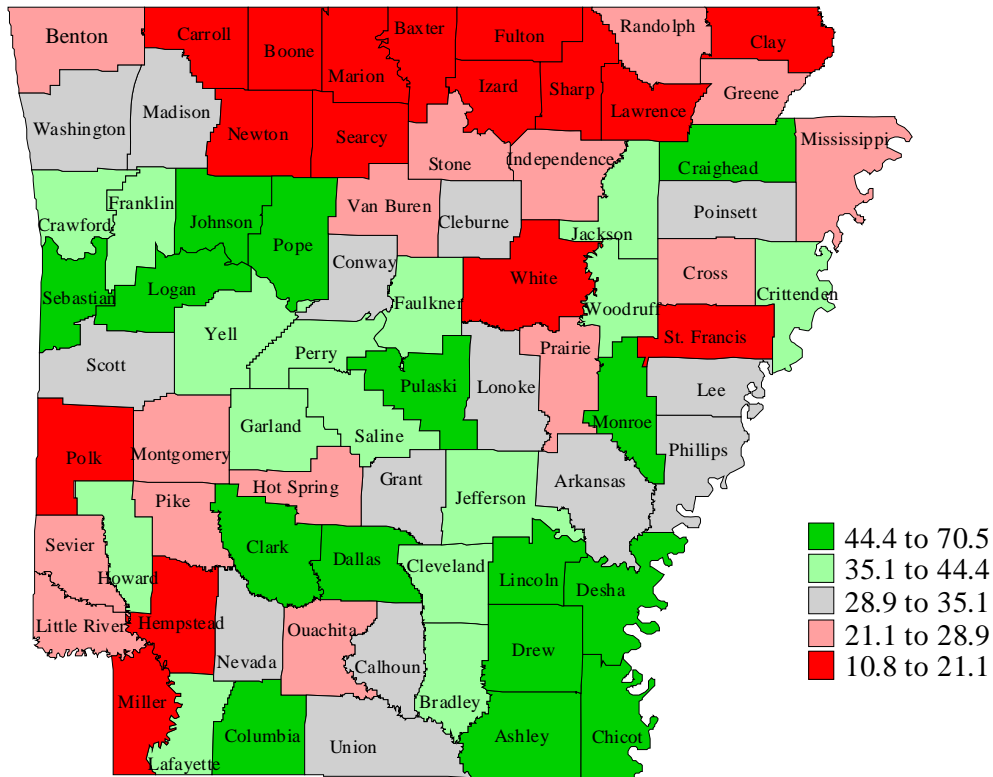 Benton
Carroll
Boone
Marion
Baxter
Fulton
Randolph
Clay
Izard
Sharp
Lawrence
Greene
Washington
Madison
Newton
Searcy
Stone
Independence
Craighead
Mississippi
Crawford
Franklin
Johnson
Pope
Van Buren
Cleburne
Jackson
Poinsett
Sebastian
Logan
Conway
Faulkner
White
Woodruff
Cross
Crittenden
Scott
Yell
Perry
Pulaski
Lonoke
Prairie
St. Francis
Lee
Polk
Montgomery
Garland
Saline
Monroe
Phillips
Hot Spring
Grant
Jefferson
Arkansas
Sevier
Pike
Howard
Clark
Dallas
Cleveland
Lincoln
Desha
Little River
Hempstead
Nevada
Ouachita
Calhoun
Bradley
Drew
Miller
Lafayette
Columbia
Union
Ashley
Chicot
44.4 to 70.5
35.1 to 44.4
28.9 to 35.1
21.1 to 28.9
10.8 to 21.1